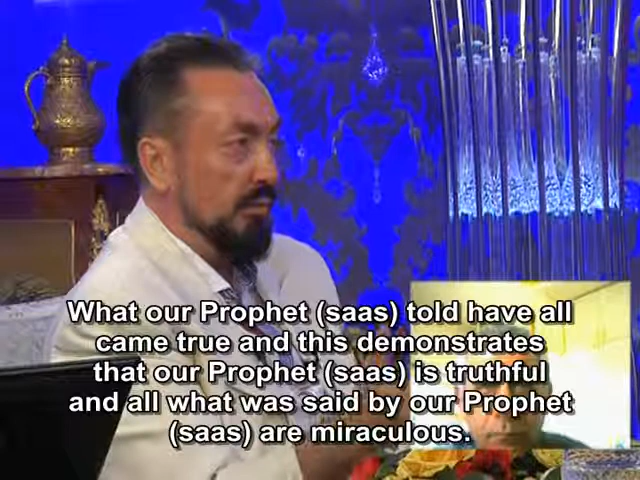 What our Prophet (saas) told have all
came true and this demonstrates
that our Prophet (saas) is truthful
and all what was said by our Prophet
(saas) are miraculous.